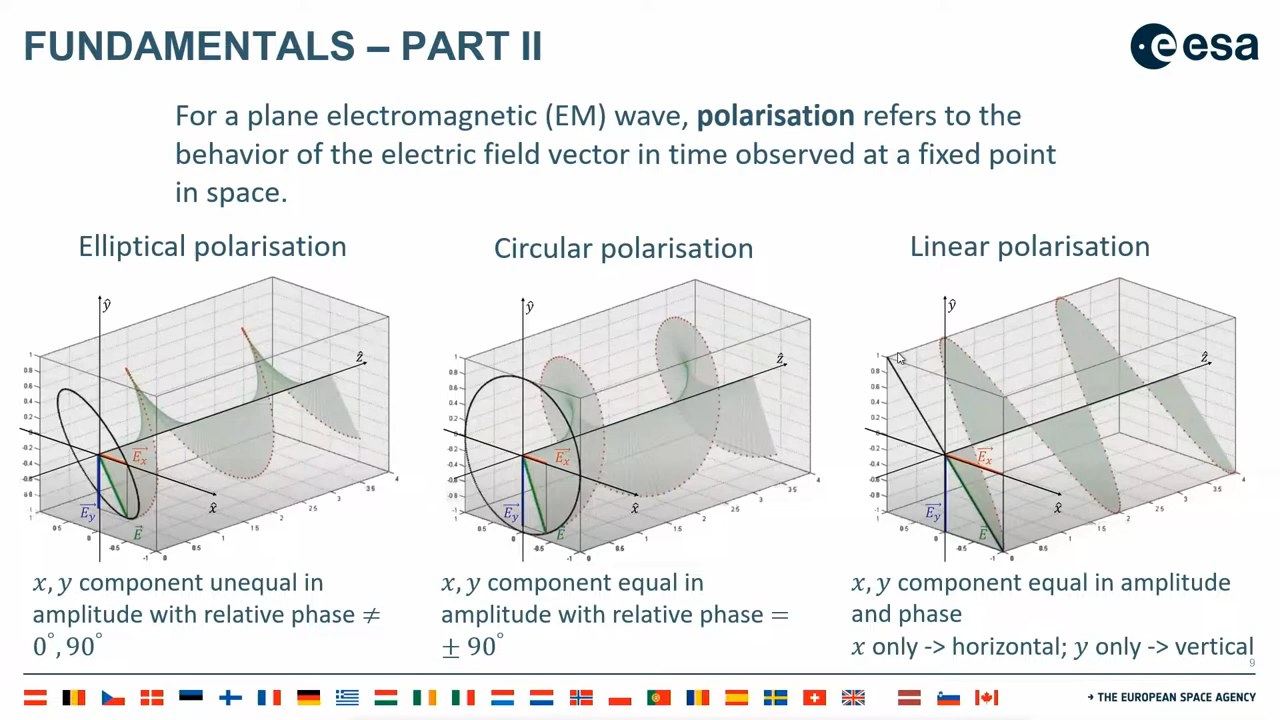 FUNDAMENTALS – PART II
esa
For a plane electromagnetic (EM) wave, polarisation refers to the
behavior of the electric field vector in time observed at a fixed point
in space.
Elliptical polarisation
Circular polarisation
Linear polarisation
ŷ
ẑ
x̂
E⃗x
E⃗y
E⃗
ŷ
ẑ
x̂
E⃗x
E⃗y
E⃗
ŷ
ẑ
x̂
E⃗x
E⃗y
E⃗
x, y component unequal in
amplitude with relative phase ≠
0°, 90°
x, y component equal in
amplitude with relative phase =
± 90°
x, y component equal in amplitude
and phase
x only -> horizontal; y only -> vertical
9
→ THE EUROPEAN SPACE AGENCY